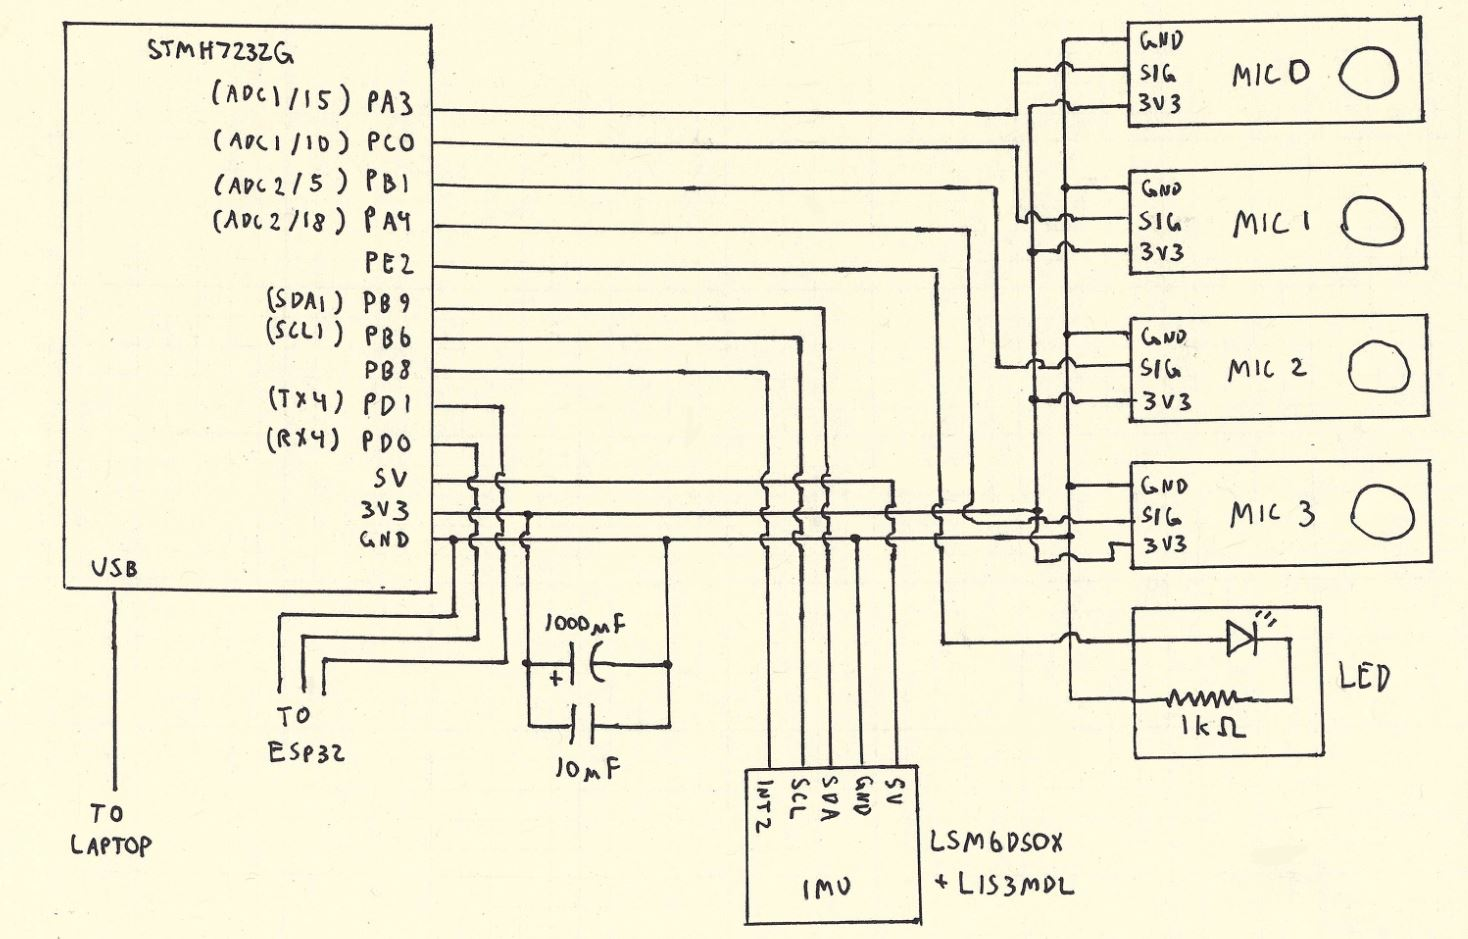 STMH723ZG
(ADC1/15) PA3
(ADC1/10) PC0
(ADC2/5) PB1
(ADC2/18) PA4
PE2
(SDA1) PB9
(SCL1) PB6
PB8
(TX4) PD1
(RX4) PD0
5V
3V3
GND
USB
TO
LAPTOP
TO
ESP32
1000μF
+
10μF
INT2
SCL
SDA
GND
5V
IMU
LSM6DSOX
+ LIS3MDL
GND
SIG
3V3
MIC 0
GND
SIG
3V3
MIC 1
GND
SIG
3V3
MIC 2
GND
SIG
3V3
MIC 3
1kΩ
LED